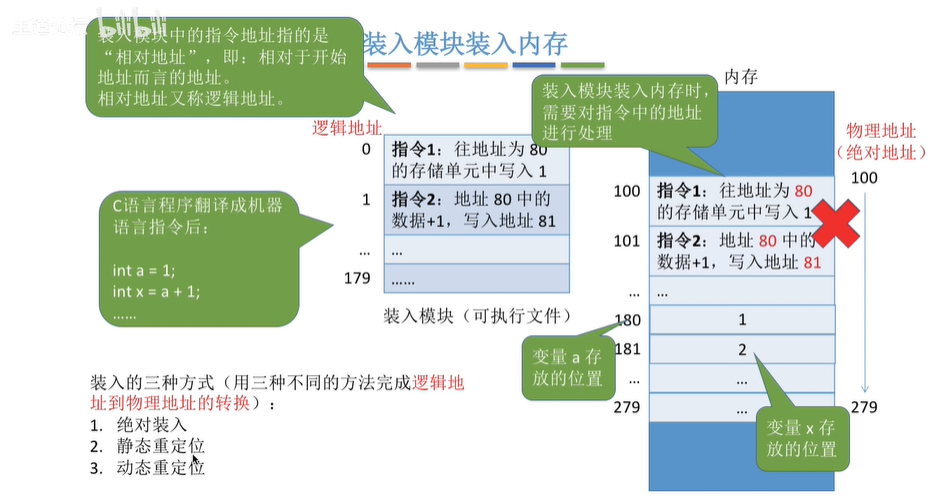 bilibili
装入模块装入内存
装入模块中的指令地址指的是
“相对地址”，即：相对于开始
地址而言的地址。
相对地址又称逻辑地址。
逻辑地址
0
指令1：往地址为 80
的存储单元中写入 1
1
指令2：地址 80 中的
数据+1，写入地址 81
...
...
179
……
装入模块（可执行文件）
C语言程序翻译成机器
语言指令后：
int a = 1;
int x = a + 1;
……
装入的三种方式（用三种不同的方法完成逻辑地
址到物理地址的转换）：
1. 绝对装入
2. 静态重定位
3. 动态重定位
装入模块装入内存时，
需要对指令中的地址
进行处理
内存
物理地址
（绝对地址）
100
279
100
指令1：往地址为 80
的存储单元中写入 1
101
指令2：地址 80 中的
数据+1，写入地址 81
...
...
180
1
181
2
...
...
279
...
变量 a 存
放的位置
变量 x 存
放的位置